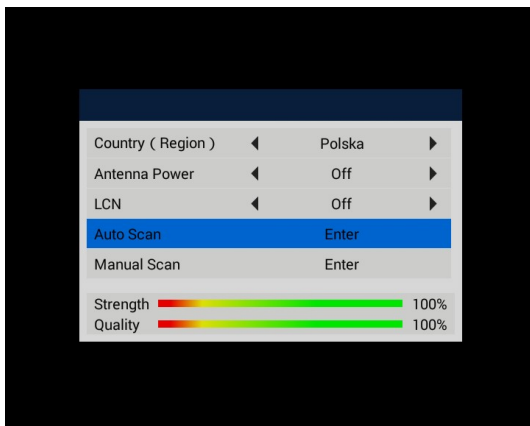 Country ( Region ) Polska
Antenna Power Off
LCN Off
Auto Scan Enter
Manual Scan Enter
Strength 100%
Quality 100%